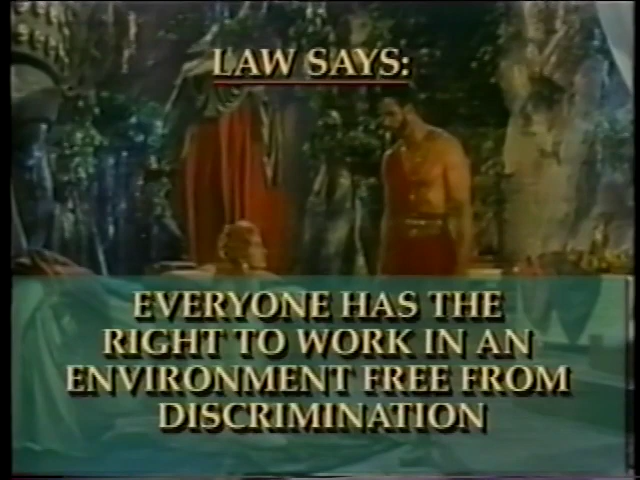 LAW SAYS:
EVERYONE HAS THE
RIGHT TO WORK IN AN
ENVIRONMENT FREE FROM
DISCRIMINATION